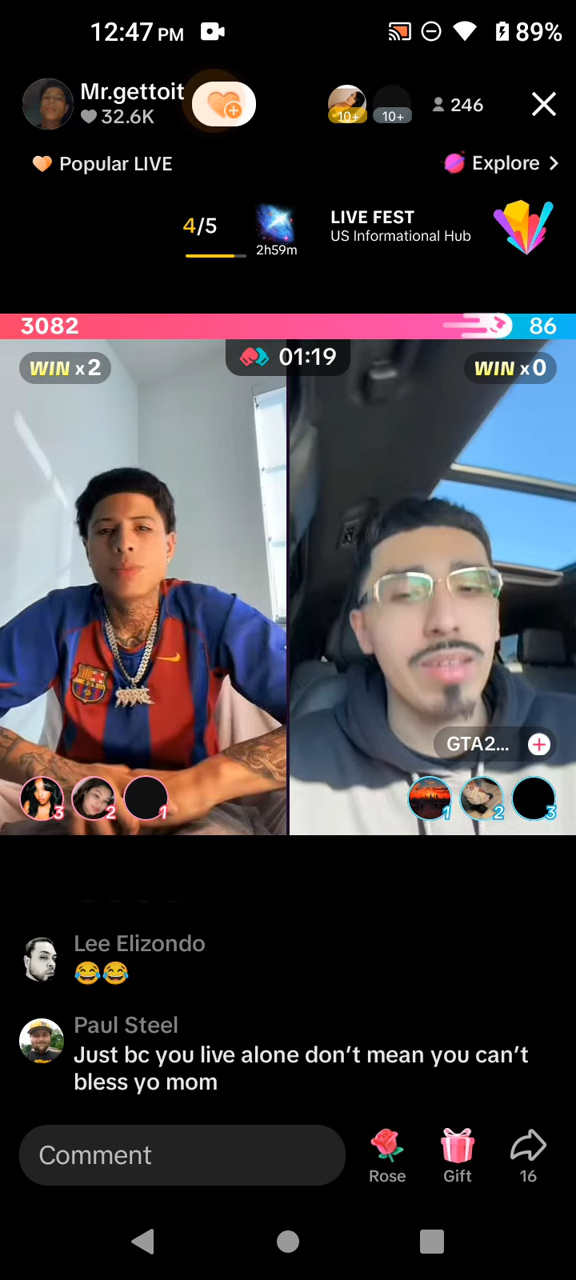 12:47 PM
89%
Mr.gettoit
32.6K
10+
10+
246
Popular LIVE
Explore >
4/5
2h59m
LIVE FEST
US Informational Hub
3082
86
WIN x2
01:19
WIN x0
GTA2...
3
2
1
1
2
3
Lee Elizondo
😂😂
Paul Steel
Just bc you live alone don’t mean you can’t
bless yo mom
Comment
Rose
Gift
16